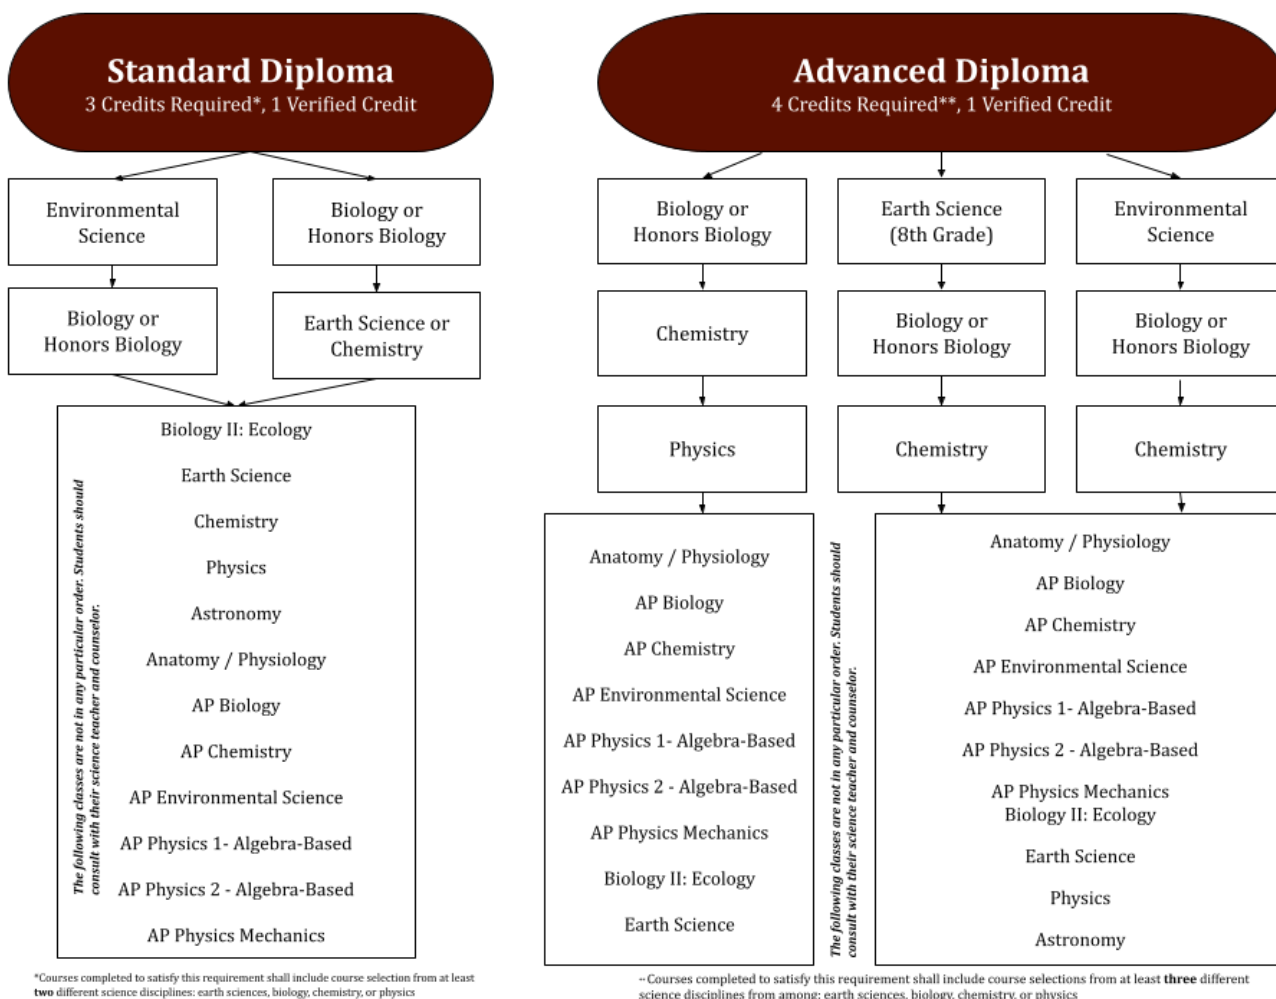 Standard Diploma
3 Credits Required*, 1 Verified Credit
Environmental
Science
Biology or
Honors Biology
Biology or
Honors Biology
Earth Science or
Chemistry
The following classes are not in any particular order. Students should
consult with their science teacher and counselor.
Biology II: Ecology
Earth Science
Chemistry
Physics
Astronomy
Anatomy / Physiology
AP Biology
AP Chemistry
AP Environmental Science
AP Physics 1- Algebra-Based
AP Physics 2 - Algebra-Based
AP Physics Mechanics
*Courses completed to satisfy this requirement shall include course selection from at least
two different science disciplines: earth sciences, biology, chemistry, or physics
Advanced Diploma
4 Credits Required**, 1 Verified Credit
Biology or
Honors Biology
Chemistry
Physics
Anatomy / Physiology
AP Biology
AP Chemistry
AP Environmental Science
AP Physics 1- Algebra-Based
AP Physics 2 - Algebra-Based
AP Physics Mechanics
Biology II: Ecology
Earth Science
Earth Science
(8th Grade)
Biology or
Honors Biology
Chemistry
Environmental
Science
Biology or
Honors Biology
Chemistry
The following classes are not in any particular order. Students should
consult with their science teacher and counselor.
Anatomy / Physiology
AP Biology
AP Chemistry
AP Environmental Science
AP Physics 1- Algebra-Based
AP Physics 2 - Algebra-Based
AP Physics Mechanics
Biology II: Ecology
Earth Science
Physics
Astronomy
**Courses completed to satisfy this requirement shall include course selections from at least three different
science disciplines from among: earth sciences, biology, chemistry, or physics